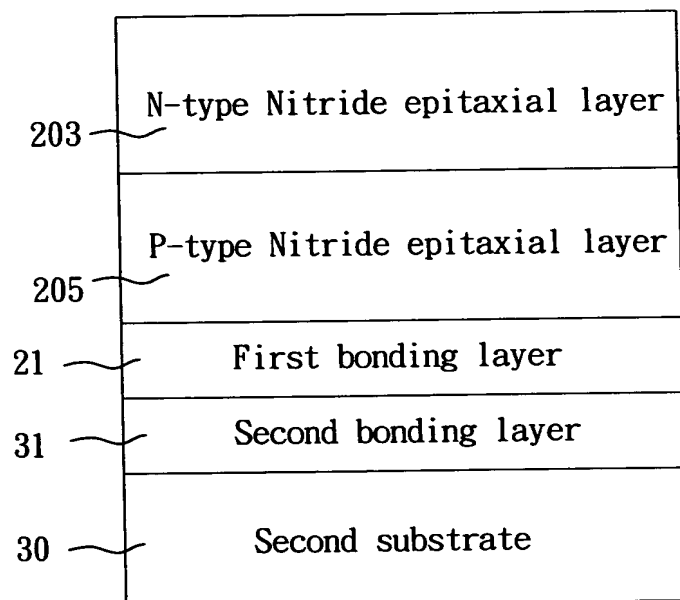 N-type Nitride epitaxial layer
203
P-type Nitride epitaxial layer
205
21 First bonding layer
31 Second bonding layer
30 Second substrate